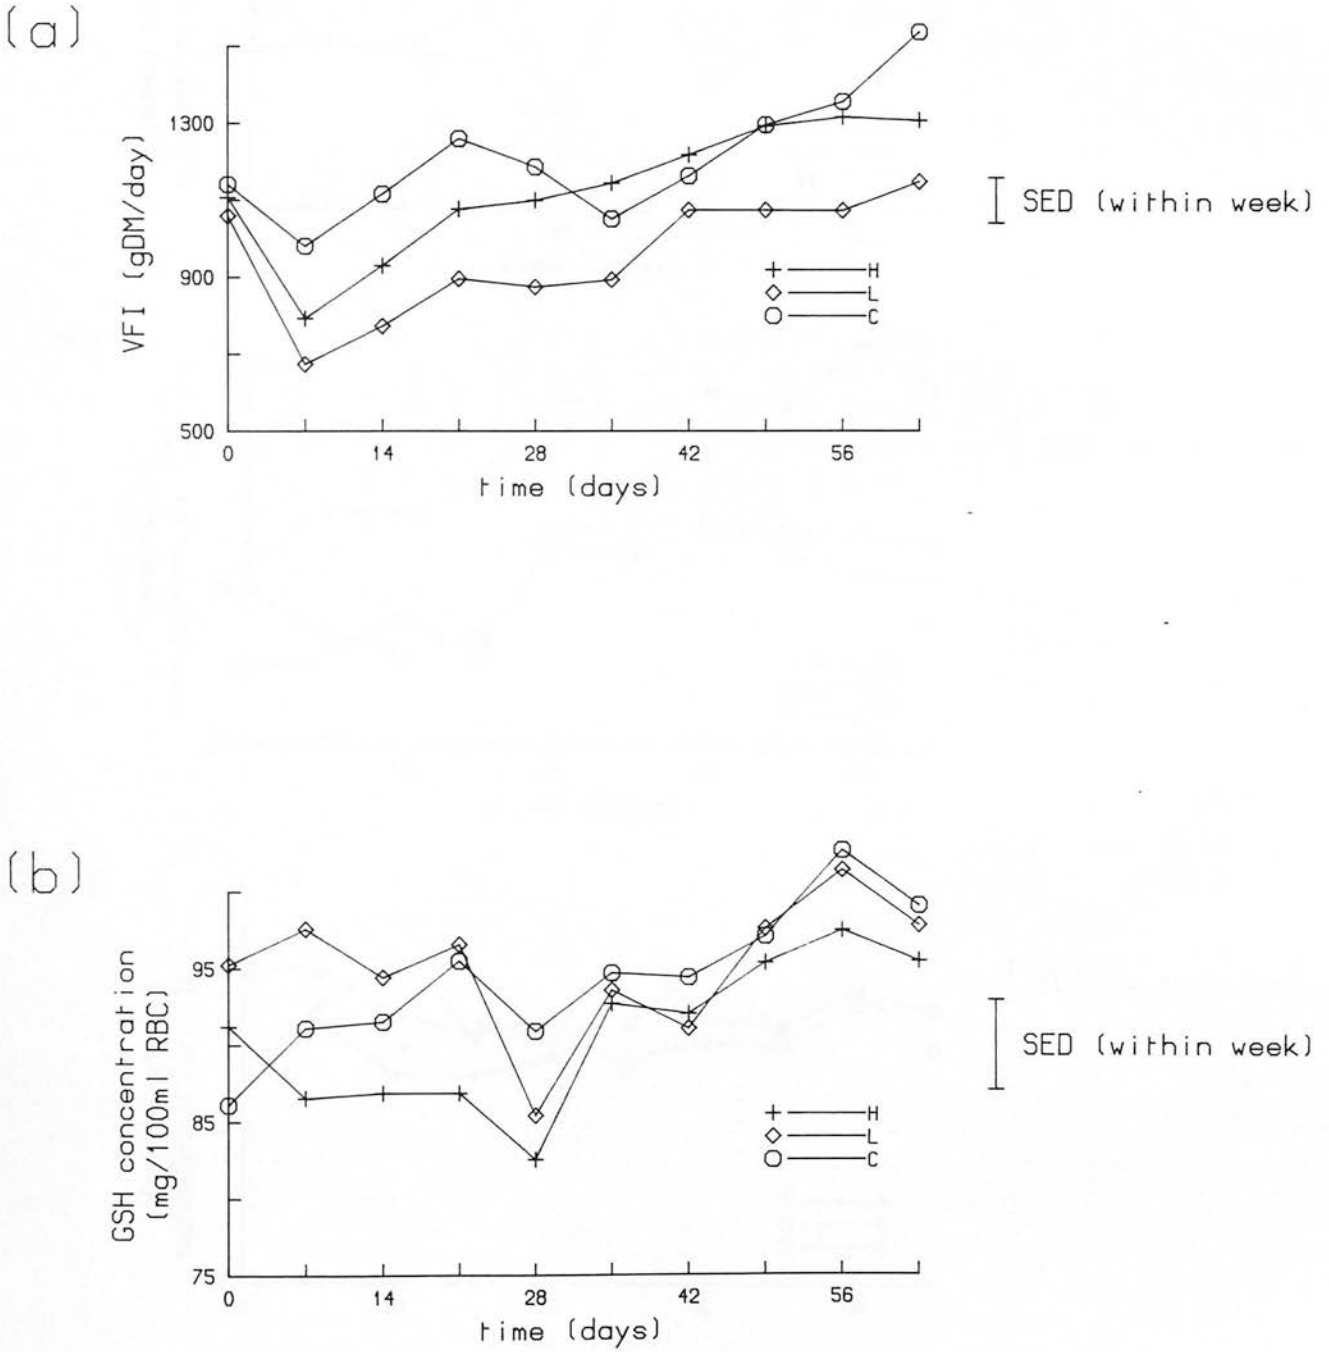 (a)
1300
900
500
VFI (gDM/day)
0 14 28 42 56
time (days)
H
L
C
SED (within week)
(b)
95
85
75
GSH concentration
(mg/100ml RBC)
0 14 28 42 56
time (days)
H
L
C
SED (within week)